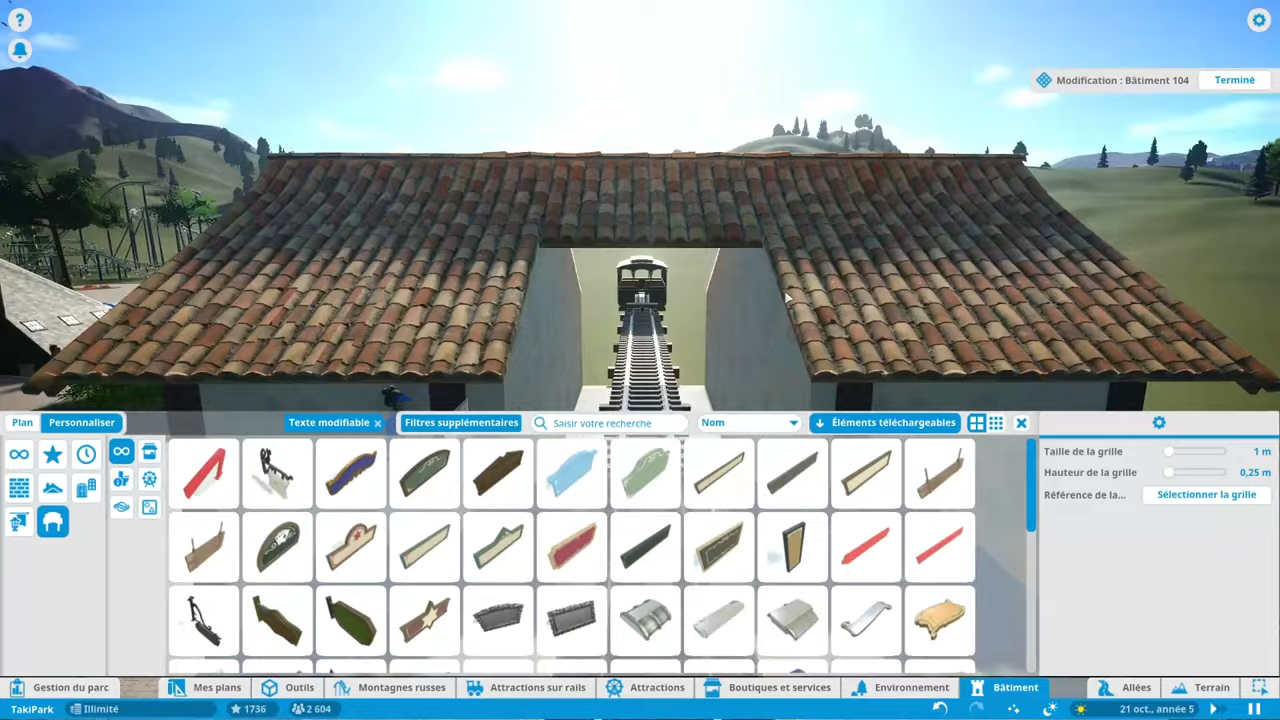 ?
Modification : Bâtiment 104
Terminé
Plan
Personnaliser
Texte modifiable ×
Filtres supplémentaires
Saisir votre recherche
Nom
Éléments téléchargeables
Taille de la grille
1 m
Hauteur de la grille
0,25 m
Référence de la...
Sélectionner la grille
Gestion du parc
Mes plans
Outils
Montagnes russes
Attractions sur rails
Attractions
Boutiques et services
Environnement
Bâtiment
Allées
Terrain
TakiPark
Illimité
1736
2 604
21 oct., année 5